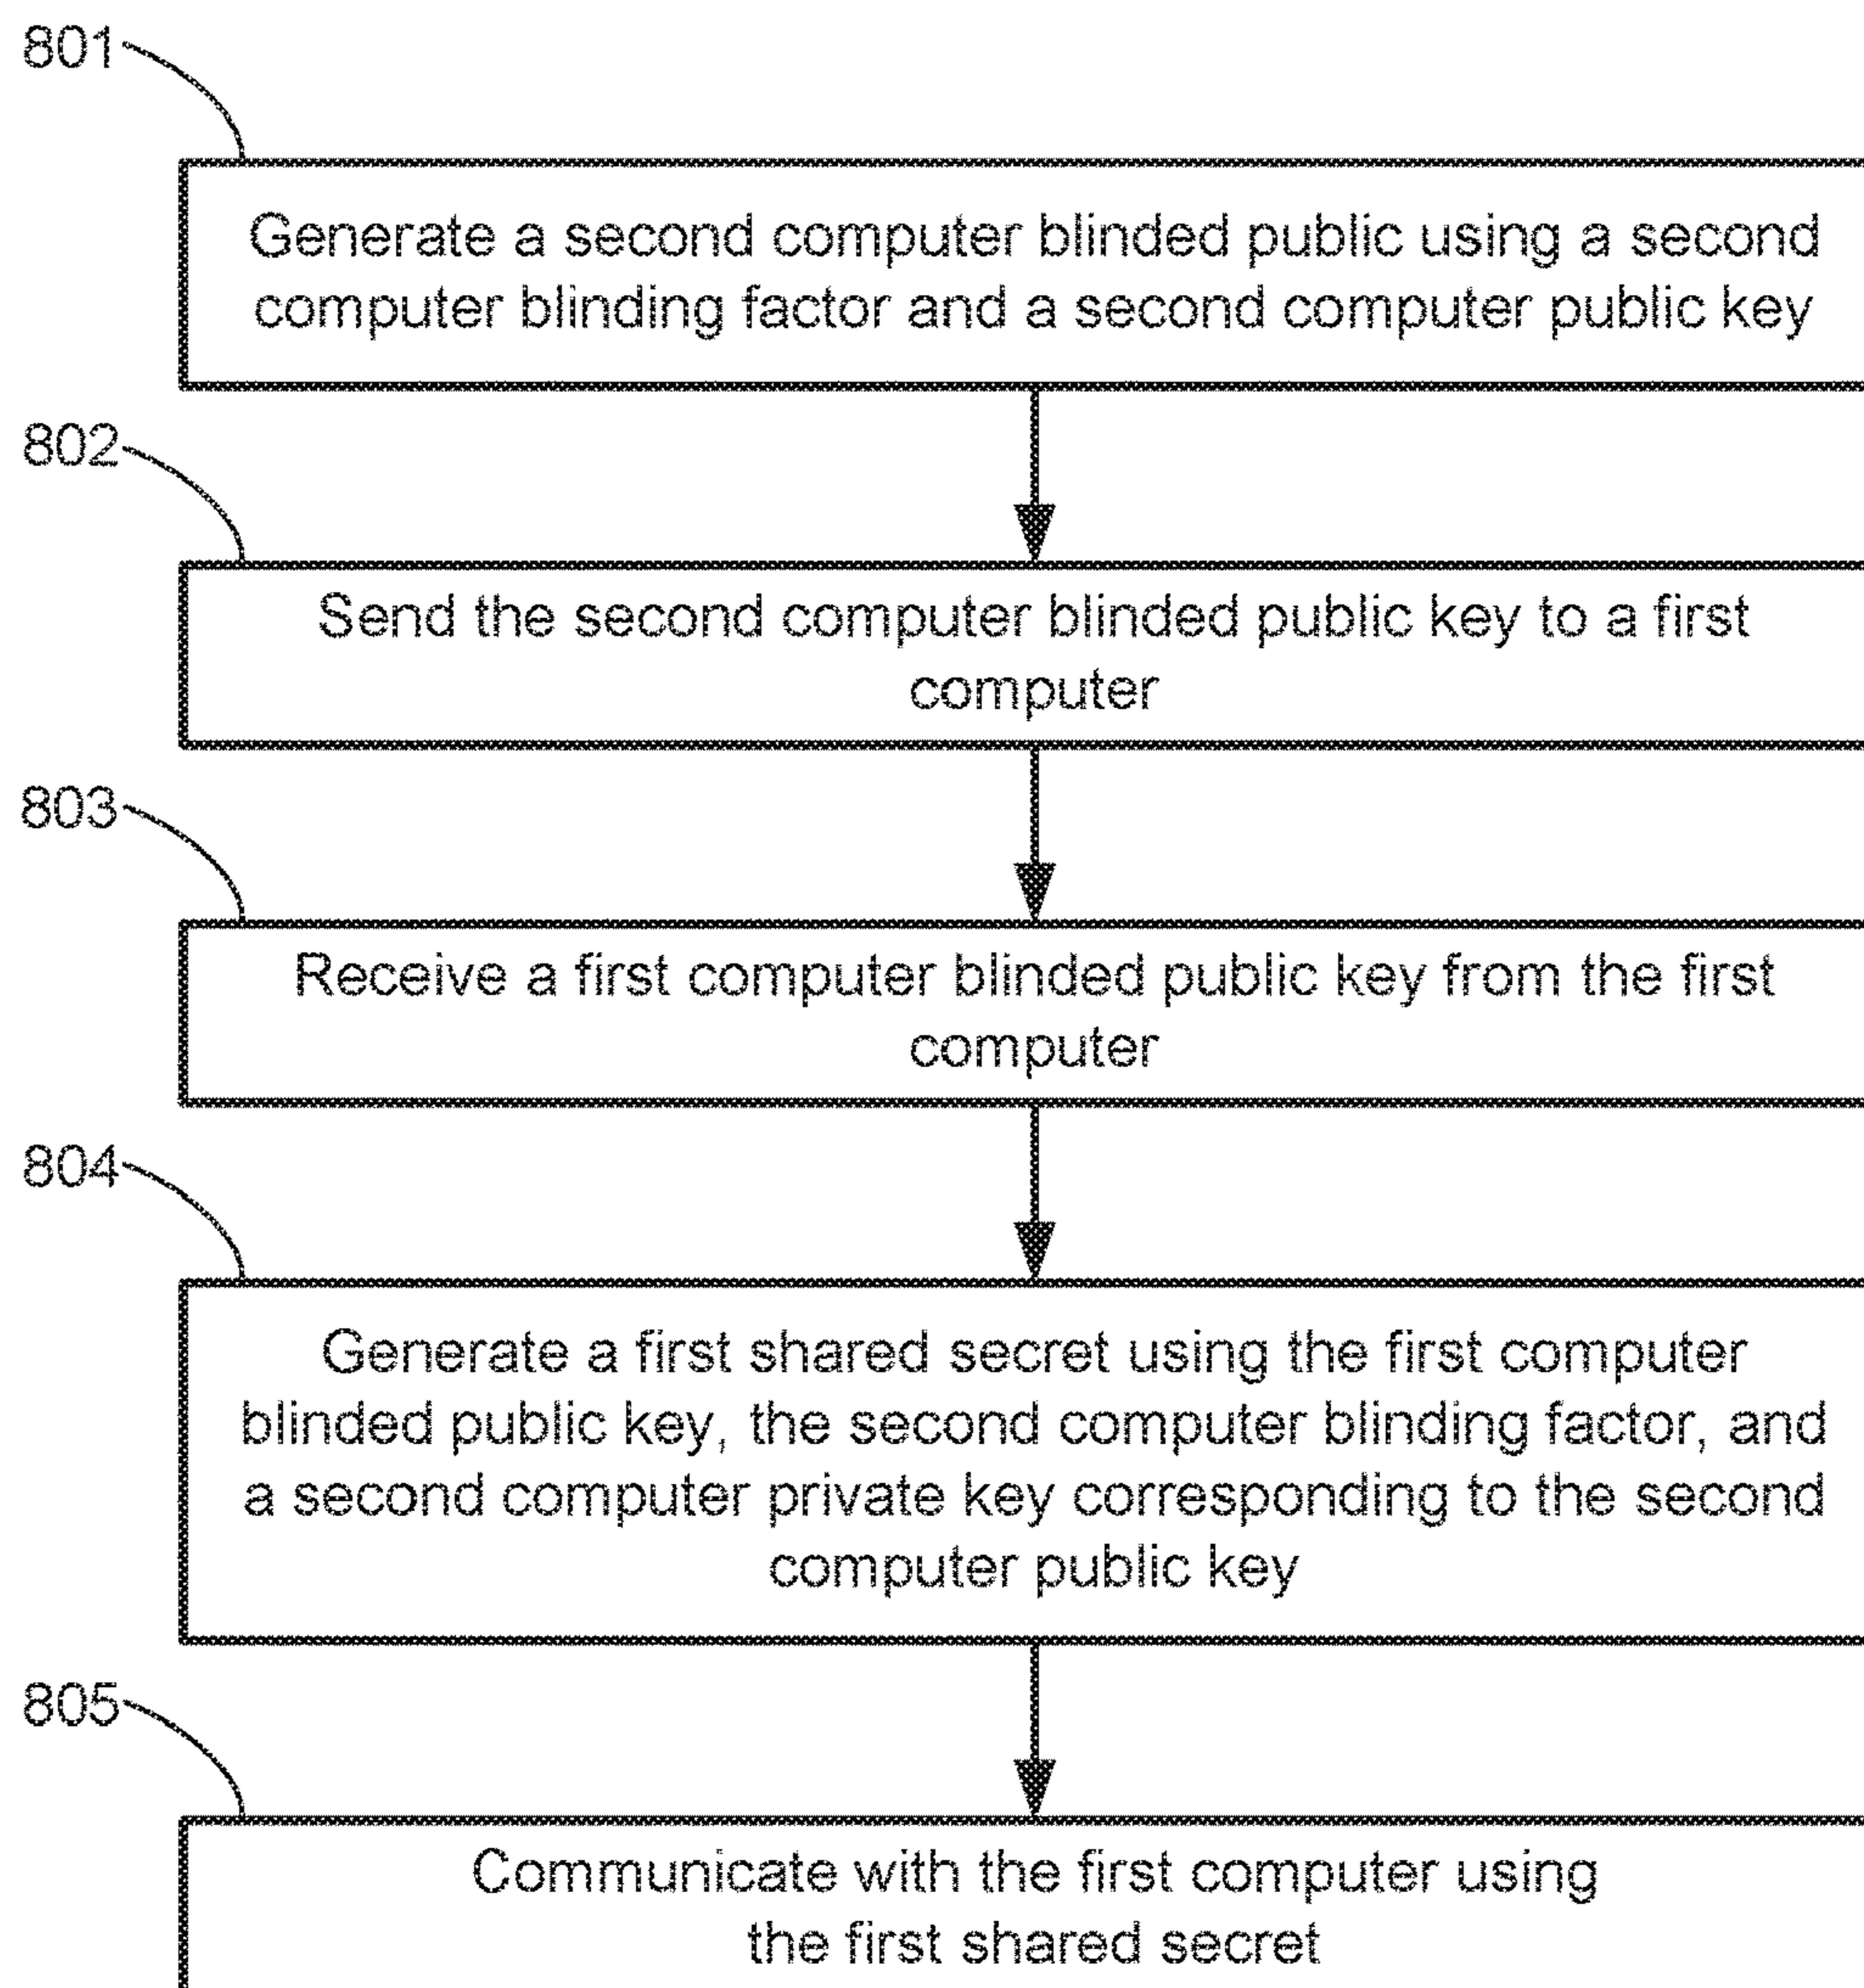 801
Generate a second computer blinded public using a second
computer blinding factor and a second computer public key
802
Send the second computer blinded public key to a first
computer
803
Receive a first computer blinded public key from the first
computer
804
Generate a first shared secret using the first computer
blinded public key, the second computer blinding factor, and
a second computer private key corresponding to the second
computer public key
805
Communicate with the first computer using
the first shared secret